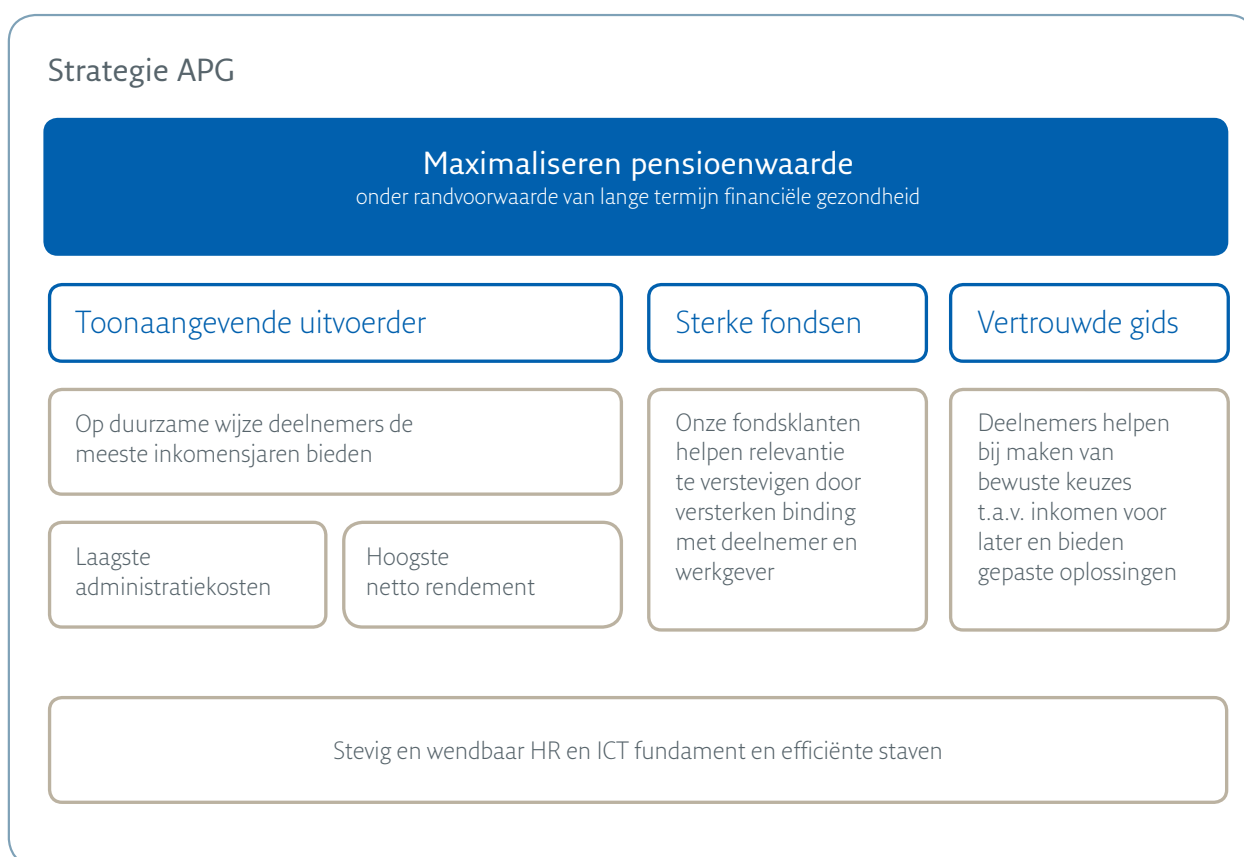 Strategie APG
Maximaliseren pensioenwaarde
onder randvoorwaarde van lange termijn financiële gezondheid
Toonaangevende uitvoerder
Op duurzame wijze deelnemers de
meeste inkomensjaren bieden
Laagste
administratiekosten
Hoogste
netto rendement
Sterke fondsen
Onze fondsklanten
helpen relevantie
te verstevigen door
versterken binding
met deelnemer en
werkgever
Vertrouwde gids
Deelnemers helpen
bij maken van
bewuste keuzes
t.a.v. inkomen voor
later en bieden
gepaste oplossingen
Stevig en wendbaar HR en ICT fundament en efficiënte staven